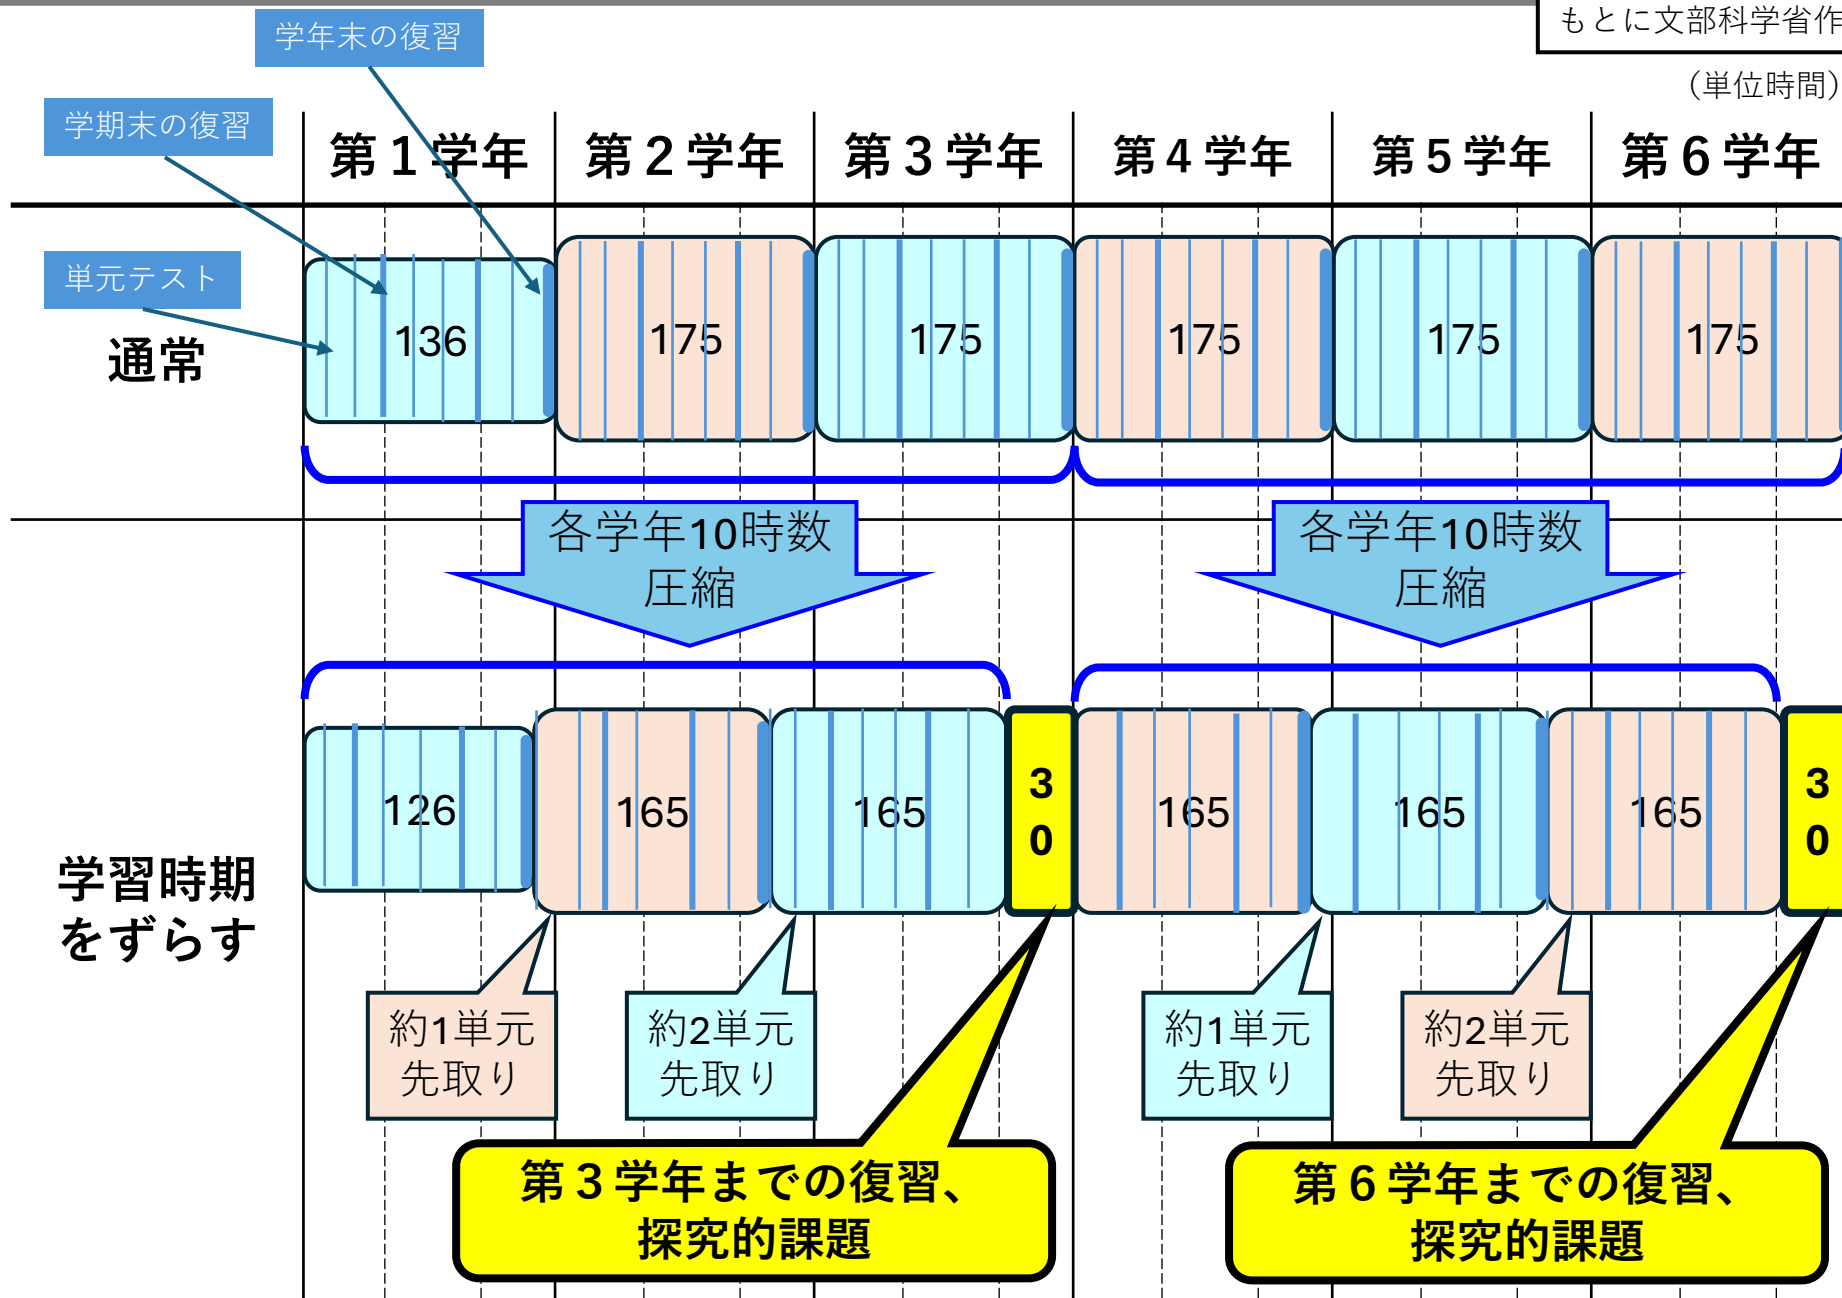 もとに文部科学省作
(単位時間)
学年末の復習
学期末の復習
単元テスト
第1学年
第2学年
第3学年
第4学年
第5学年
第6学年
通常
136
175
175
175
175
175
各学年10時数
圧縮
各学年10時数
圧縮
学習時期
をずらす
126
165
165
3
0
165
165
165
3
0
約1単元
先取り
約2単元
先取り
約1単元
先取り
約2単元
先取り
第3学年までの復習、
探究的課題
第6学年までの復習、
探究的課題